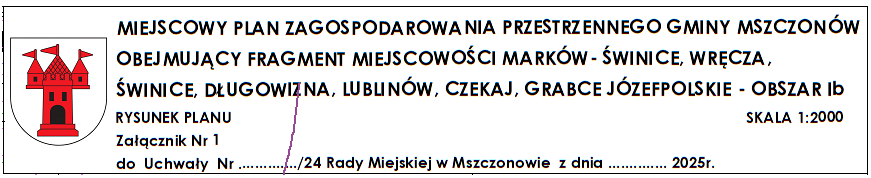 MIEJSCOWY PLAN ZAGOSPODAROWANIA PRZESTRZENNEGO GMINY MSZCZONÓW
OBEJMUJĄCY FRAGMENT MIEJSCOWOŚCI MARKÓW - ŚWINICE, WRĘCZA,
ŚWINICE, DŁUGOWIZNA, LUBLINÓW, CZEKAJ, GRABCE JÓZEFPOLSKIE - OBSZAR Ib
RYSUNEK PLANU SKALA 1:2000
Załącznik Nr 1
do Uchwały Nr ............../24 Rady Miejskiej w Mszczonowie z dnia .............. 2025r.